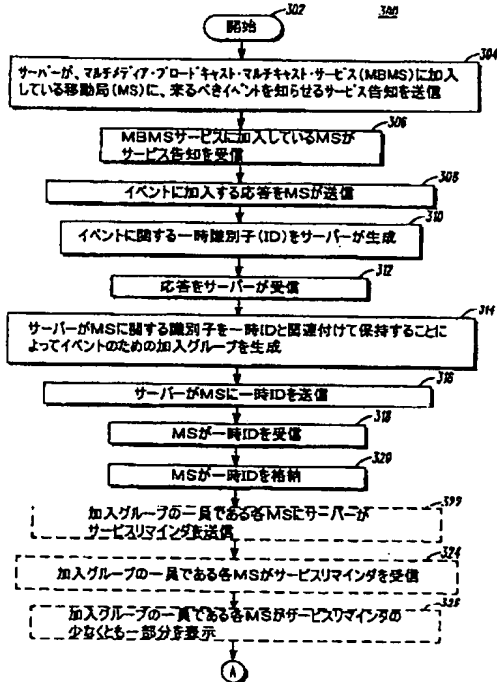 300
302
開始
304
サーバーが、マルチメディア・ブロードキャスト・マルチキャスト・サービス(MBMS)に加入
している移動局(MS)に、来るべきイベントを知らせるサービス告知を送信
306
MBMSサービスに加入しているMSが
サービス告知を受信
308
イベントに加入する応答をMSが送信
310
イベントに関する一時識別子(ID)をサーバーが生成
312
応答をサーバーが受信
314
サーバーがMSに関する識別子を一時IDと関連付けて保持することに
よってイベントのための加入グループを生成
316
サーバーがMSに一時IDを送信
318
MSが一時IDを受信
320
MSが一時IDを格納
加入グループの一員である各MSにサーバーが
サービスリマインダを送信
324
加入グループの一員である各MSがサービスリマインダを受信
加入グループの一員である各MSがサービスリマインダの
少なくとも一部分を表示
A